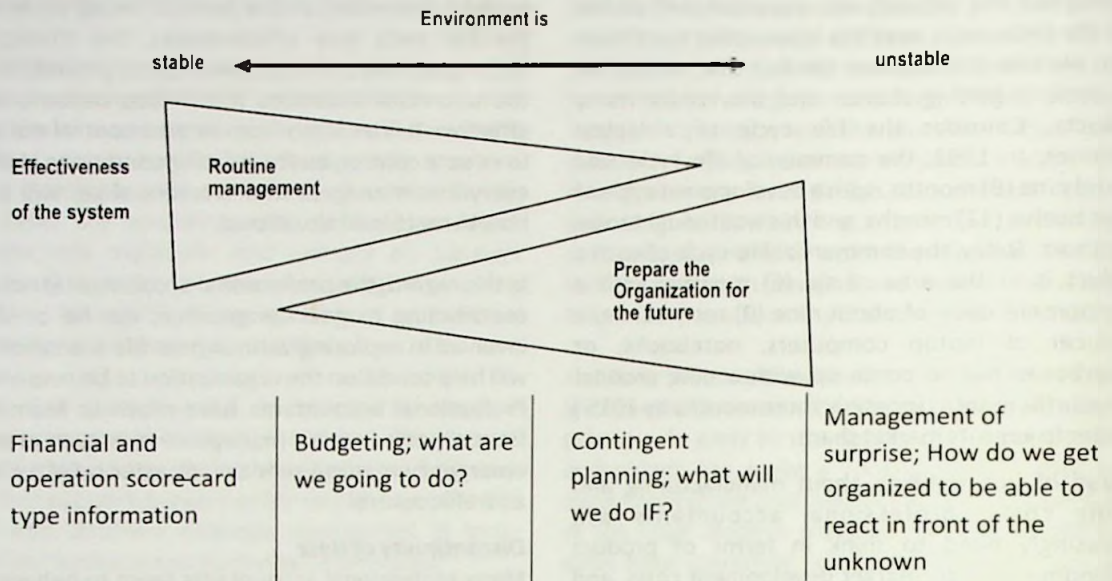 Environment is
stable
unstable
Effectiveness
of the system
Routine
management
Prepare the
Organization for
the future
Financial and
operation score-card
type information
Budgeting; what are
we going to do?
Contingent
planning; what will
we do IF?
Management of
surprise; How do we get
organized to be able to
react in front of the
unknown